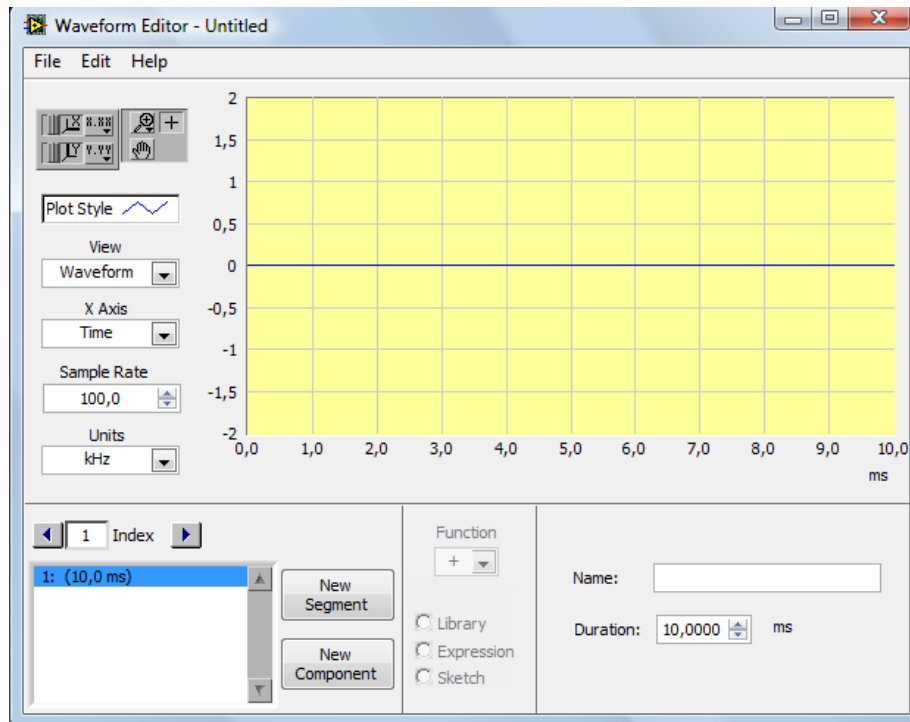 Waveform Editor - Untitled
File Edit Help
X X.XX
Y Y.YY
Plot Style
View
Waveform
X Axis
Time
Sample Rate
100,0
Units
kHz
2
1,5
1
0,5
0
-0,5
-1
-1,5
-2
0,0 1,0 2,0 3,0 4,0 5,0 6,0 7,0 8,0 9,0 10,0
ms
1 Index
1: (10,0 ms)
New Segment
New Component
Function
+
Library
Expression
Sketch
Name:
Duration: 10,0000 ms